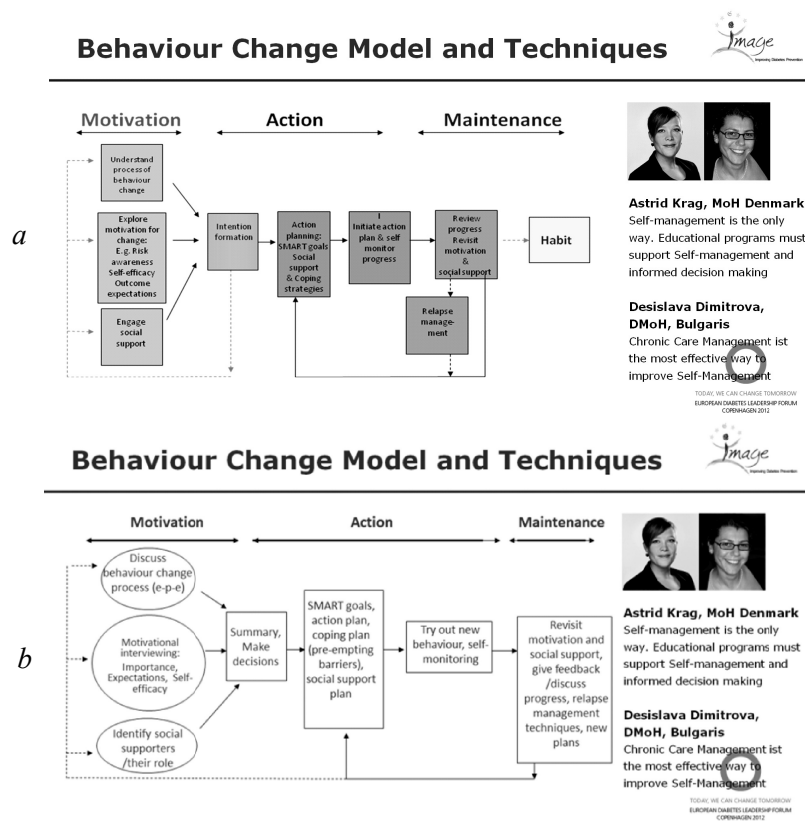 Behaviour Change Model and Techniques
image
Improving Diabetes Prevention
Motivation
Action
Maintenance
a
Understand
process of
behaviour
change
Explore
motivation for
change:
E.g. Risk
awareness
Self-efficacy
Outcome
expectations
Engage
social
support
Intention
formation
Action
planning:
SMART goals
Social
support
& Coping
strategies
I
Initiate action
plan & self
monitor
progress
Review
progress
Revisit
motivation
&
social support
Relapse
manage-
ment
Habit
Astrid Krag, MoH Denmark
Self-management is the only
way. Educational programs must
support Self-management and
informed decision making
Desislava Dimitrova,
DMoH, Bulgaris
Chronic Care Management ist
the most effective way to
improve Self-Management
TODAY, WE CAN CHANGE TOMORROW
EUROPEAN DIABETES LEADERSHIP FORUM
COPENHAGEN 2012
Behaviour Change Model and Techniques
image
Improving Diabetes Prevention
Motivation
Action
Maintenance
b
Discuss
behaviour change
process (e-p-e)
Motivational
interviewing:
Importance,
Expectations, Self-
efficacy
Identify social
supporters
/their role
Summary,
Make
decisions
SMART goals,
action plan,
coping plan
(pre-empting
barriers),
social support
plan
Try out new
behaviour, self-
monitoring
Revisit
motivation and
social support,
give feedback
/discuss
progress, relapse
management
techniques, new
plans
Astrid Krag, MoH Denmark
Self-management is the only
way. Educational programs must
support Self-management and
informed decision making
Desislava Dimitrova,
DMoH, Bulgaris
Chronic Care Management ist
the most effective way to
improve Self-Management
TODAY, WE CAN CHANGE TOMORROW
EUROPEAN DIABETES LEADERSHIP FORUM
COPENHAGEN 2012